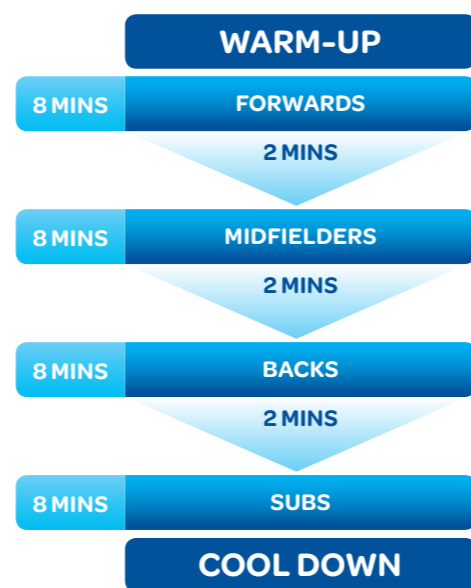 WARM-UP
8 MINS FORWARDS
2 MINS
8 MINS MIDFIELDERS
2 MINS
8 MINS BACKS
2 MINS
8 MINS SUBS
COOL DOWN